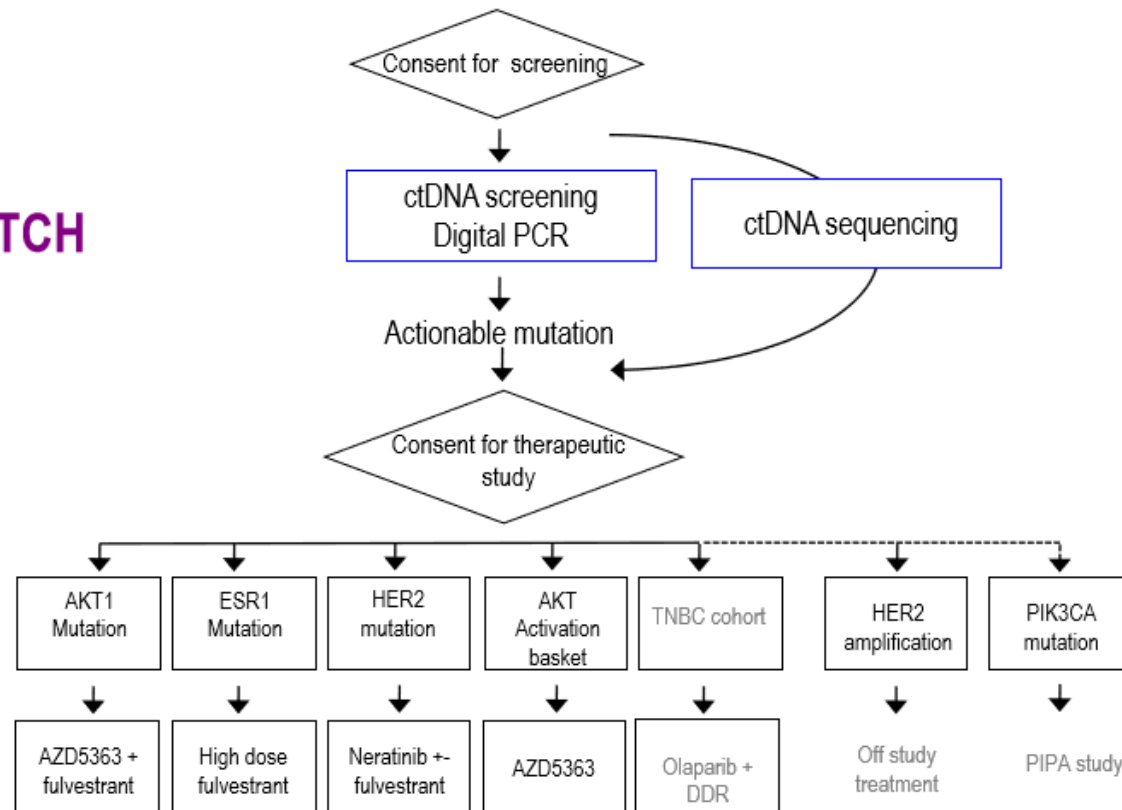 Consent for screening
TCH
ctDNA screening
Digital PCR
ctDNA sequencing
Actionable mutation
Consent for therapeutic
study
AKT1
Mutation
ESR1
Mutation
HER2
mutation
AKT
Activation
basket
TNBC cohort
HER2
amplification
PIK3CA
mutation
AZD5363 +
fulvestrant
High dose
fulvestrant
Neratinib +-
fulvestrant
AZD5363
Olaparib +
DDR
Off study
treatment
PIPA study